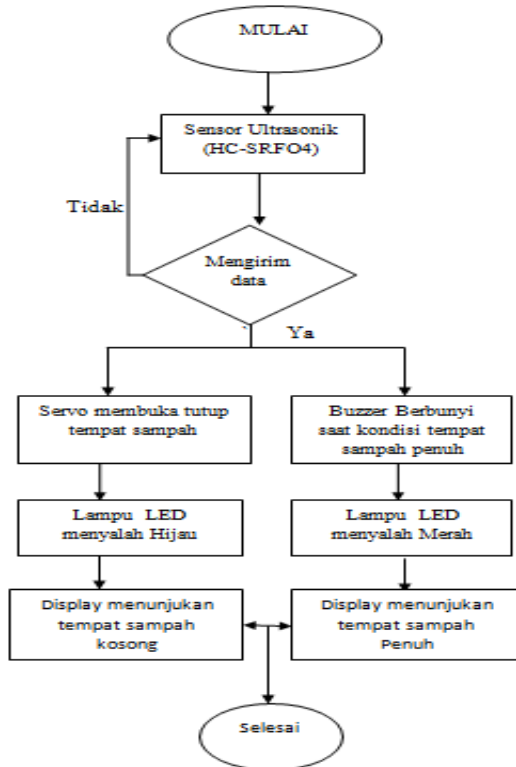 MULAI
Sensor Ultrasonik
(HC-SRFO4)
Tidak
Mengirim
data
Ya
Servo membuka tutup
tempat sampah
Buzzer Berbunyi
saat kondisi tempat
sampah penuh
Lampu LED
menyalah Hijau
Lampu LED
menyalah Merah
Display menunjukan
tempat sampah
kosong
Display menunjukan
tempat sampah
Penuh
Selesai